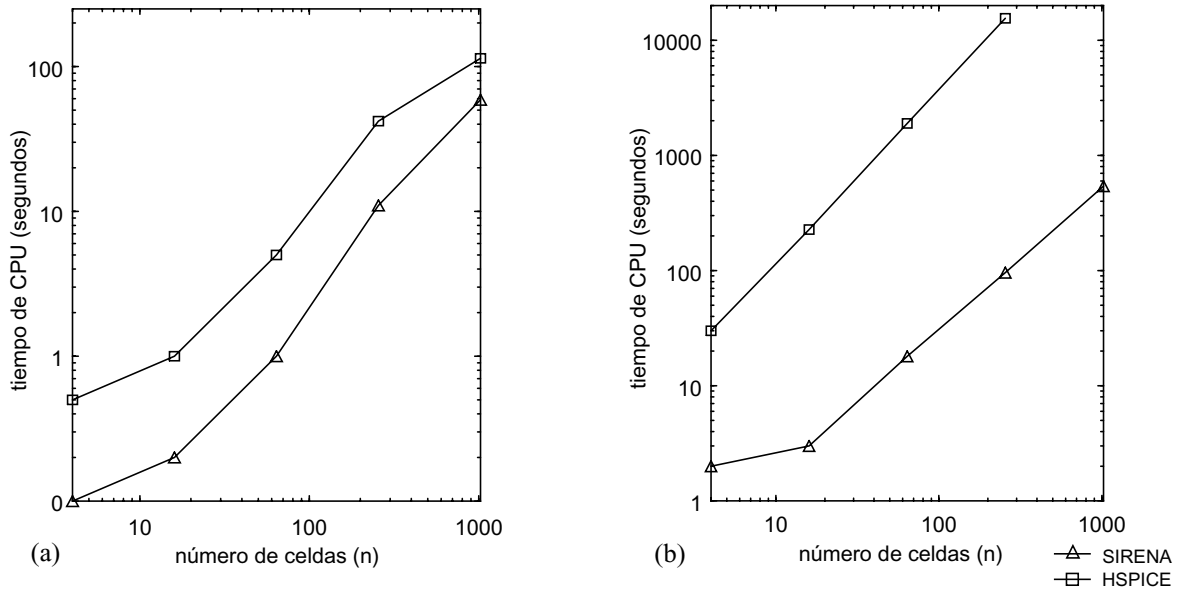 100
10
1
0
tiempo de CPU (segundos)
10
100
1000
número de celdas (n)
(a)
10000
1000
100
10
1
tiempo de CPU (segundos)
10
100
1000
número de celdas (n)
(b)
SIRENA
HSPICE